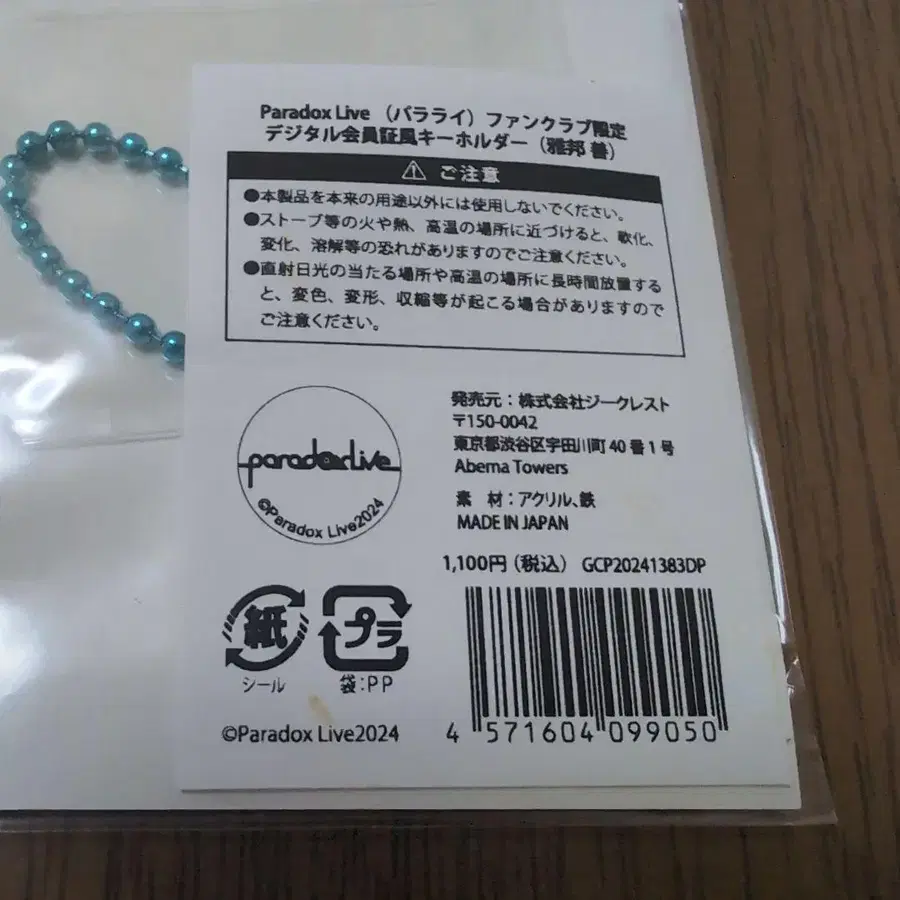 Paradox Live （パラライ）ファンクラブ限定
デジタル会員証風キーホルダー（雅邦 善）
ご注意
●本製品を本来の用途以外には使用しないでください。
●ストーブ等の火や熱、高温の場所に近づけると、軟化、
変化、溶解等の恐れがありますのでご注意ください。
●直射日光の当たる場所や高温の場所に長時間放置する
と、変色、変形、収縮等が起こる場合がありますので
ご注意ください。
paradoxlive
©Paradox Live2024
発売元：株式会社ジークレスト
〒150-0042
東京都渋谷区宇田川町 40 番 1 号
Abema Towers
素 材：アクリル、鉄
MADE IN JAPAN
1,100円（税込） GCP20241383DP
紙
シール
プラ
袋：PP
©Paradox Live2024
4 571604 099050